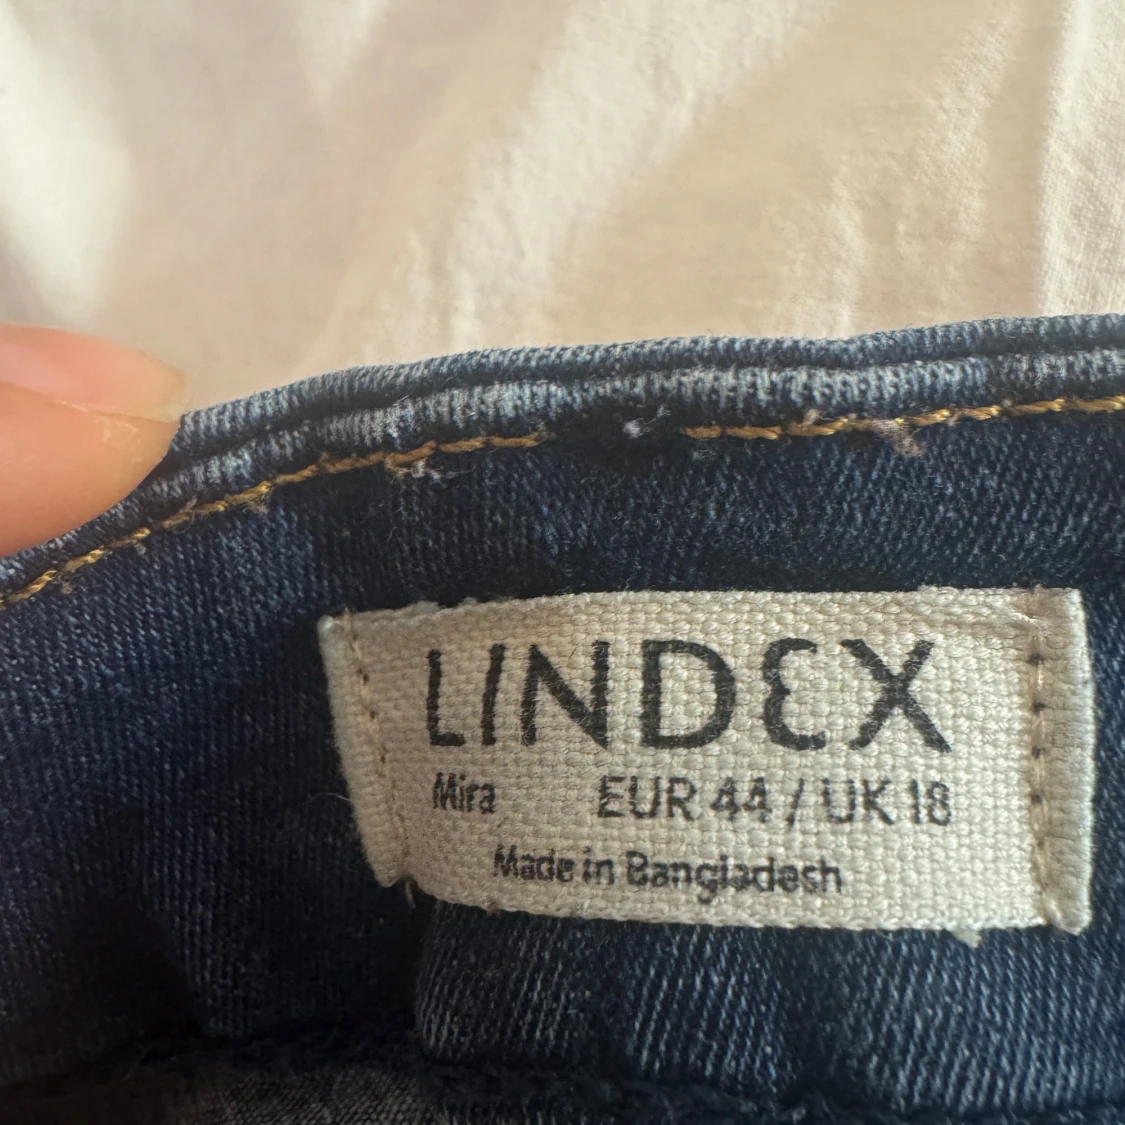 LINDEX
Mira EUR 44 / UK 18
Made in Bangladesh